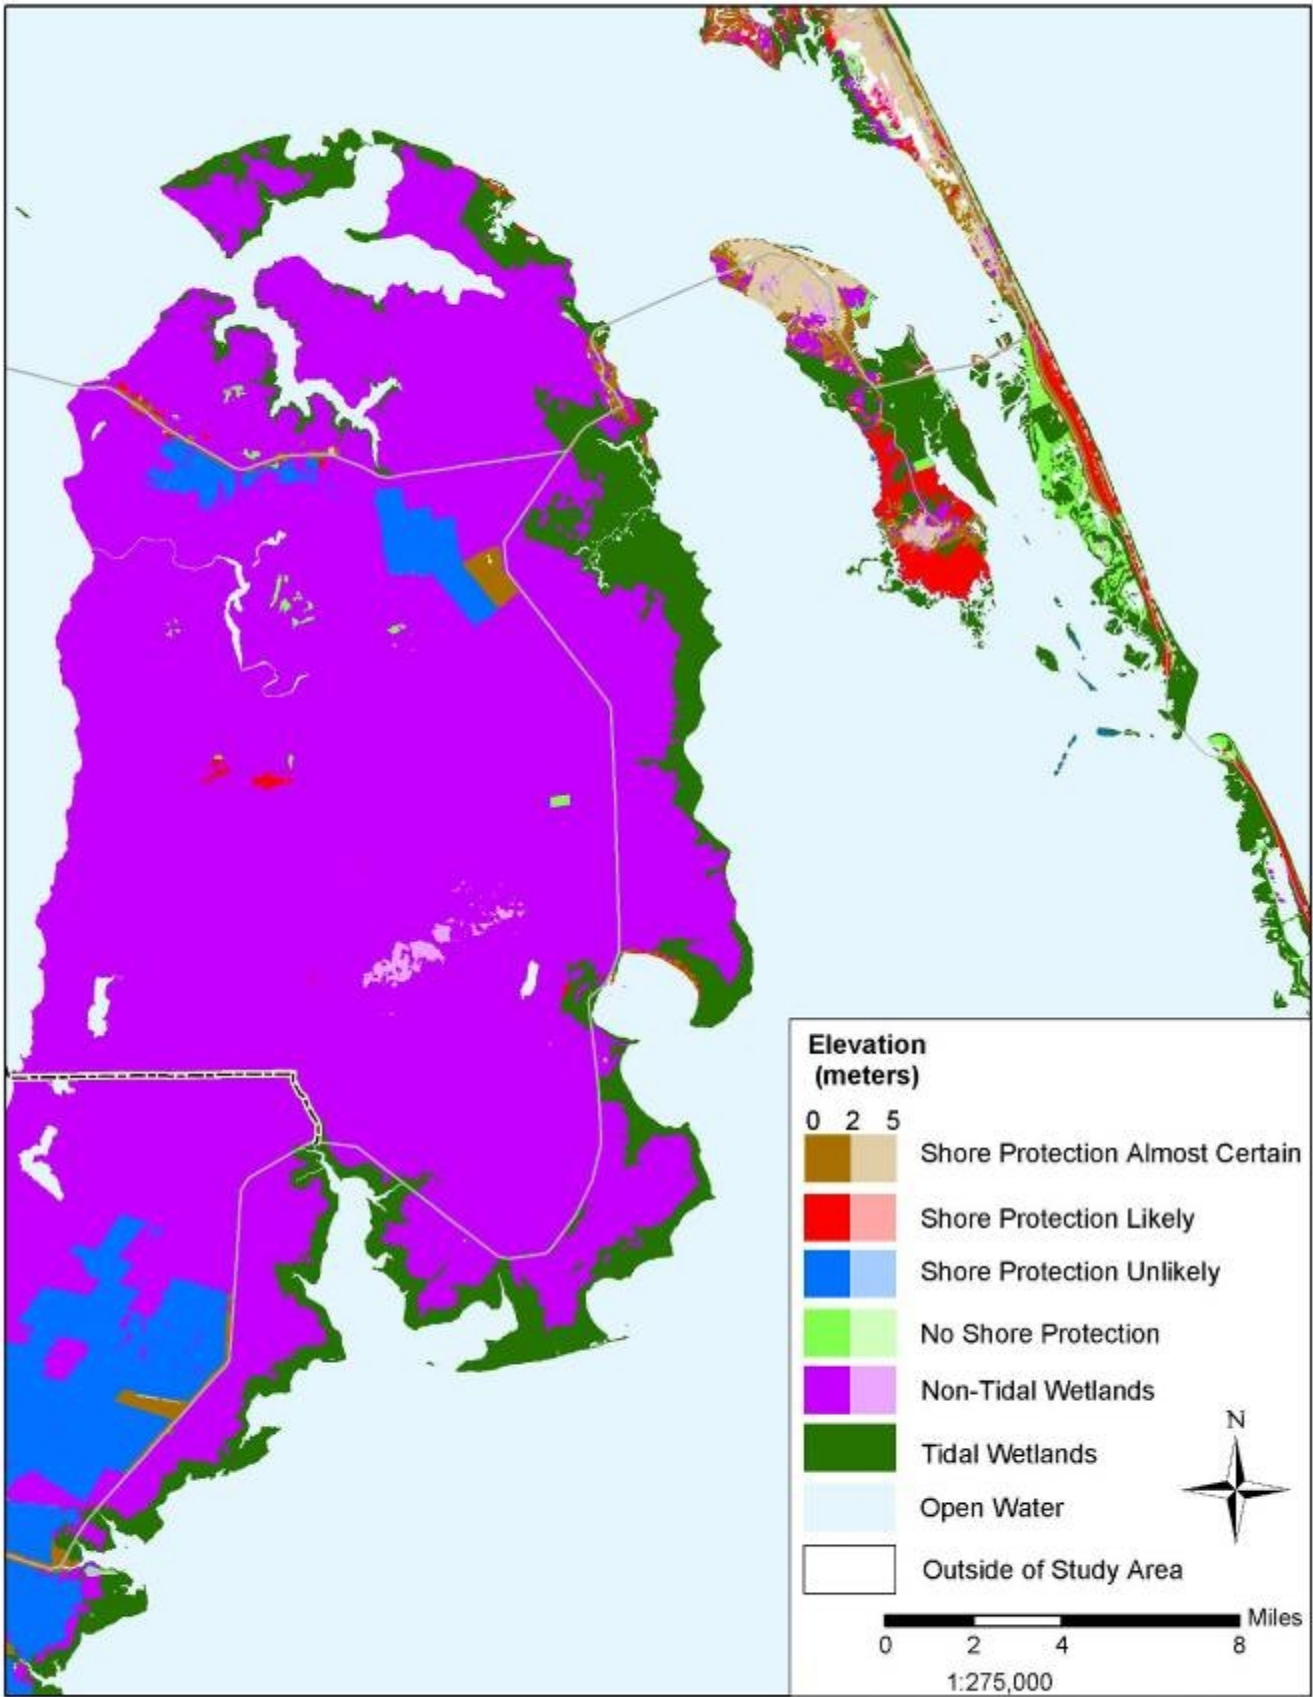 Elevation
(meters)
0 2 5
Shore Protection Almost Certain
Shore Protection Likely
Shore Protection Unlikely
No Shore Protection
Non-Tidal Wetlands
N
Tidal Wetlands
Open Water
Outside of Study Area
Miles
0 2 4 8
1:275,000